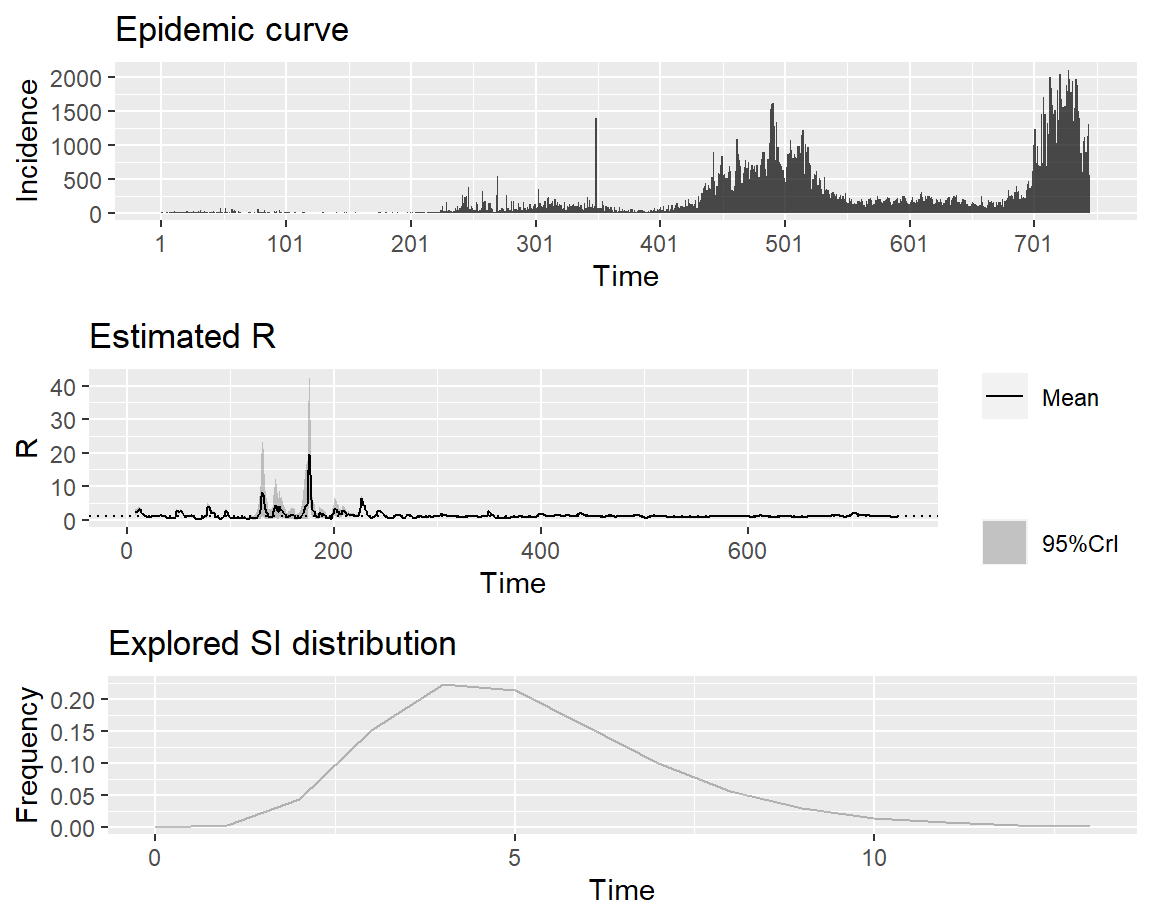 Epidemic curve
Incidence
2000
1500
1000
500
0
1 101 201 301 401 501 601 701
Time
Estimated R
R
40
30
20
10
0
0 200 400 600
Time
Mean
95%CrI
Explored SI distribution
Frequency
0.20
0.15
0.10
0.05
0.00
0 5 10
Time